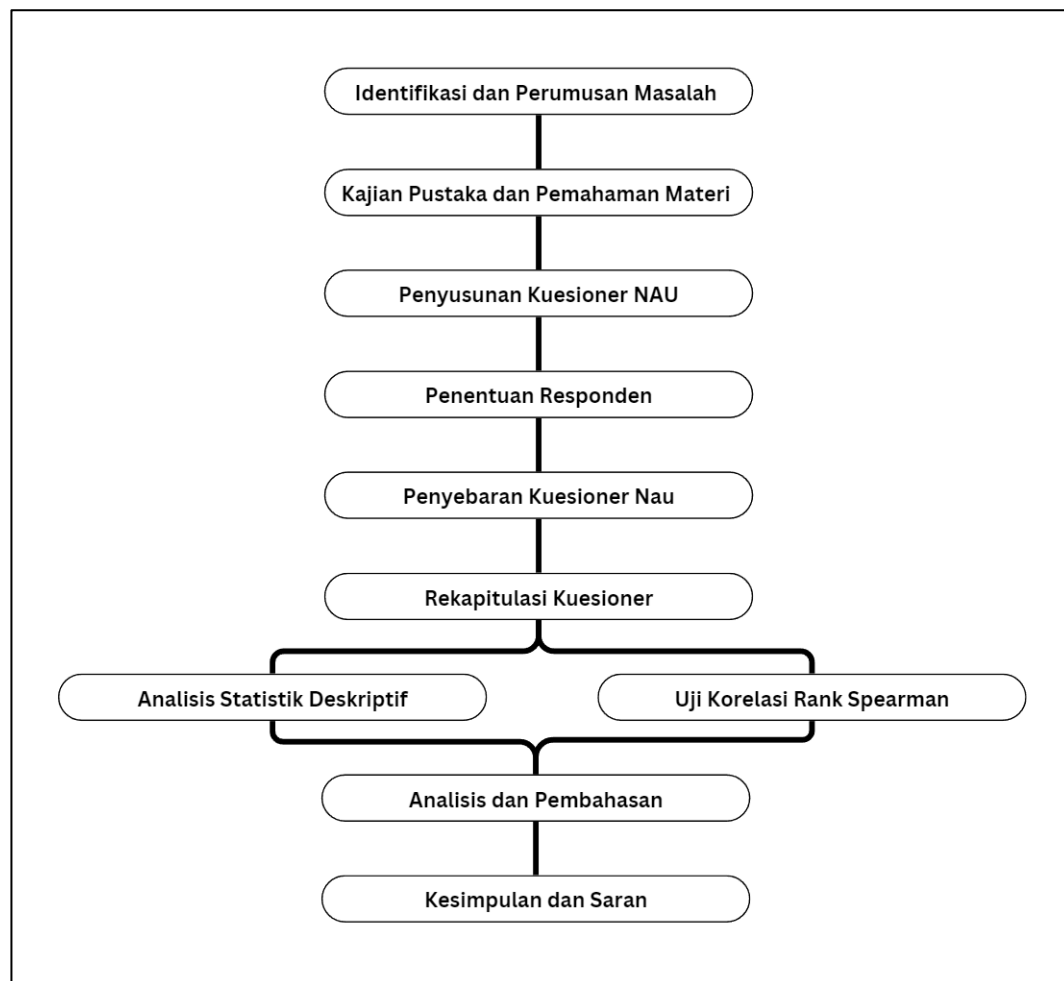 Identifikasi dan Perumusan Masalah
Kajian Pustaka dan Pemahaman Materi
Penyusunan Kuesioner NAU
Penentuan Responden
Penyebaran Kuesioner Nau
Rekapitulasi Kuesioner
Analisis Statistik Deskriptif
Uji Korelasi Rank Spearman
Analisis dan Pembahasan
Kesimpulan dan Saran